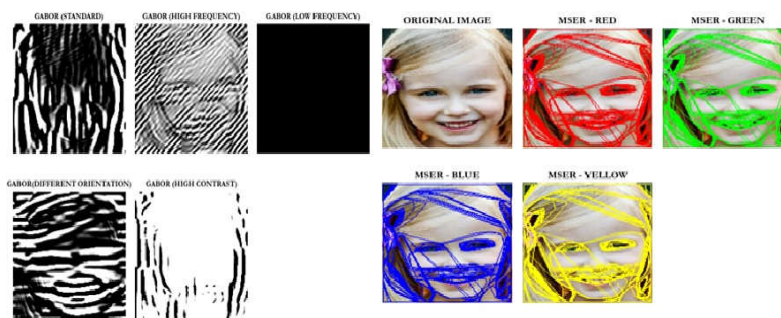 GABOR (STANDARD)
GABOR (HIGH FREQUENCY)
GABOR (LOW FREQUENCY)
ORIGINAL IMAGE
MSER - RED
MSER - GREEN
GABOR(DIFFERENT ORIENTATION)
GABOR (HIGH CONTRAST)
MSER - BLUE
MSER - YELLOW